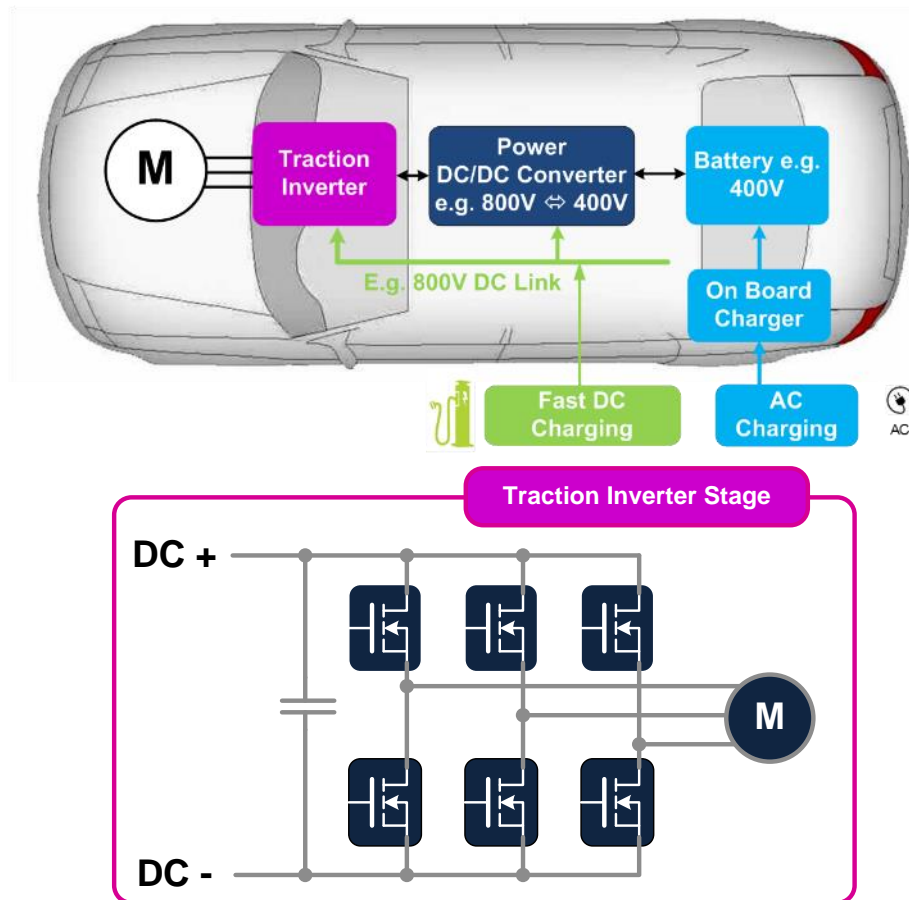 M
Traction
Inverter
Power
DC/DC Converter
e.g. 800V ⇔ 400V
Battery e.g.
400V
E.g. 800V DC Link
On Board
Charger
Fast DC
Charging
AC
Charging
AC
Traction Inverter Stage
DC +
M
DC -